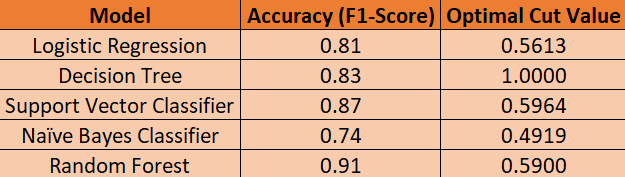 Model Accuracy (F1-Score) Optimal Cut Value
Logistic Regression 0.81 0.5613
Decision Tree 0.83 1.0000
Support Vector Classifier 0.87 0.5964
Naïve Bayes Classifier 0.74 0.4919
Random Forest 0.91 0.5900